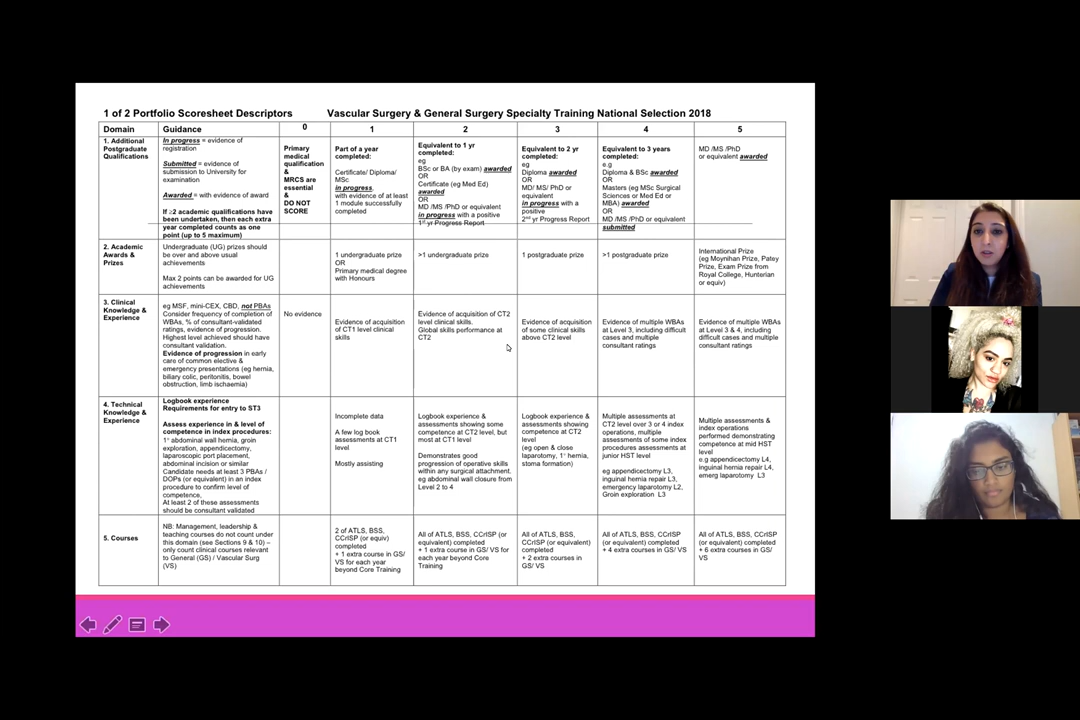 1 of 2 Portfolio Scoresheet Descriptors Vascular Surgery & General Surgery Specialty Training National Selection 2018
Domain Guidance 0 1 2 3 4 5
1. Additional
Postgraduate
Qualifications
In progress = evidence of
registration
Submitted = evidence of
submission to University for
examination
Awarded = with evidence of award
If ≥2 academic qualifications have
been undertaken, then each extra
year completed counts as one
point (up to 5 maximum)
Primary
medical
qualification
&
MRCS are
essential
&
DO NOT
SCORE
Part of a year
completed:
Certificate/ Diploma/
MSc
in progress,
with evidence of at least
1 module successfully
completed
Equivalent to 1 yr
completed:
eg
BSc or BA (by exam) awarded
OR
Certificate (eg Med Ed)
awarded
OR
MD /MS /PhD or equivalent
in progress with a positive
1st yr Progress Report
Equivalent to 2 yr
completed:
eg
Diploma awarded
OR
MD/ MS/ PhD or
equivalent
in progress with a
positive
2nd yr Progress Report
Equivalent to 3 years
completed:
e.g
Diploma & BSc awarded
OR
Masters (eg MSc Surgical
Sciences or Med Ed or
MBA) awarded
OR
MD /MS /PhD or equivalent
submitted
MD /MS /PhD
or equivalent awarded
2. Academic
Awards &
Prizes
Undergraduate (UG) prizes should
be over and above usual
achievements
Max 2 points can be awarded for UG
achievements
1 undergraduate prize
OR
Primary medical degree
with Honours
>1 undergraduate prize
1 postgraduate prize
>1 postgraduate prize
International Prize
(eg Moynihan Prize, Patey
Prize, Exam Prize from
Royal College, Hunterian
or equiv)
3. Clinical
Knowledge &
Experience
eg MSF, mini-CEX, CBD, not PBAs
Consider frequency of completion of
WBAs, % of consultant-validated
ratings, evidence of progression.
Highest level achieved should have
consultant validation.
Evidence of progression in early
care of common elective &
emergency presentations (eg hernia,
biliary colic, peritonitis, bowel
obstruction, limb ischaemia)
No evidence
Evidence of acquisition
of CT1 level clinical
skills
Evidence of acquisition of CT2
level clinical skills.
Global skills performance at
CT2
Evidence of acquisition
of some clinical skills
above CT2 level
Evidence of multiple WBAs
at Level 3, including difficult
cases and multiple
consultant ratings
Evidence of multiple WBAs
at Level 3 & 4, including
difficult cases and multiple
consultant ratings
4. Technical
Knowledge &
Experience
Logbook experience
Requirements for entry to ST3
Assess experience in & level of
competence in index procedures:
1° abdominal wall hernia, groin
exploration, appendicectomy,
laparoscopic port placement,
abdominal incision or similar
Candidate needs at least 3 PBAs /
DOPs (or equivalent) in an index
procedure to confirm level of
competence,
At least 2 of these assessments
should be consultant validated
Incomplete data
A few log book
assessments at CT1
level
Mostly assisting
Logbook experience &
assessments showing some
competence at CT2 level, but
most at CT1 level
Demonstrates good
progression of operative skills
within any surgical attachment,
eg abdominal wall closure from
Level 2 to 4
Logbook experience &
assessments showing
competence at CT2
level
(eg open & close
laparotomy, 1° hernia,
stoma formation)
Multiple assessments at
CT2 level over 3 or 4 index
operations, multiple
assessments of some index
procedures assessments at
junior HST level
eg appendicectomy L3,
inguinal hernia repair L3,
emergency laparotomy L2,
Groin exploration L3
Multiple assessments &
index operations
performed demonstrating
competence at mid HST
level
e.g appendicectomy L4,
inguinal hernia repair L4,
emerg laparotomy L3
5. Courses
NB: Management, leadership &
teaching courses do not count under
this domain (see Sections 9 & 10) –
only count clinical courses relevant
to General (GS) / Vascular Surg
(VS)
2 of ATLS, BSS,
CCrISP (or equiv)
completed
+ 1 extra course in GS/
VS for each year
beyond Core Training
All of ATLS, BSS, CCrISP (or
equivalent) completed
+ 1 extra course in GS/ VS for
each year beyond Core
Training
All of ATLS, BSS,
CCrISP (or equivalent)
completed
+ 2 extra courses in
GS/ VS
All of ATLS, BSS, CCrISP
(or equivalent) completed
+ 4 extra courses in GS/ VS
All of ATLS, BSS, CCrISP
(or equivalent) completed
+ 6 extra courses in GS/
VS